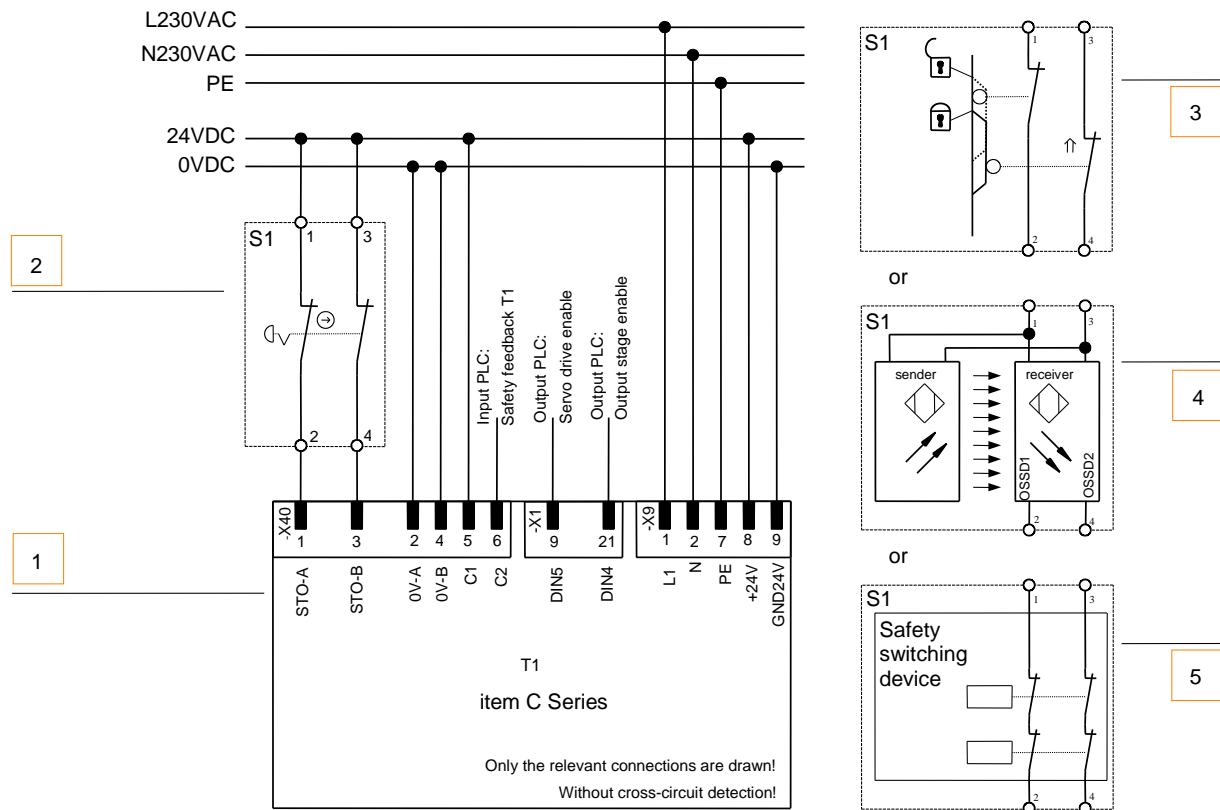 L230VAC
N230VAC
PE
24VDC
0VDC
2
S1
1
3
2
4
Input PLC:
Safety feedback T1
Output PLC:
Servo drive enable
Output PLC:
Output stage enable
1
-X40
1
3
2
4
5
6
-X1
9
21
-X9
1
2
7
8
9
STO-A
STO-B
0V-A
0V-B
C1
C2
DIN5
DIN4
L1
N
PE
+24V
GND24V
T1
item C Series
Only the relevant connections are drawn!
Without cross-circuit detection!
S1
1
3
2
4
3
or
S1
1
3
sender
receiver
OSSD1
OSSD2
2
4
4
or
S1
1
3
Safety
switching
device
2
4
5